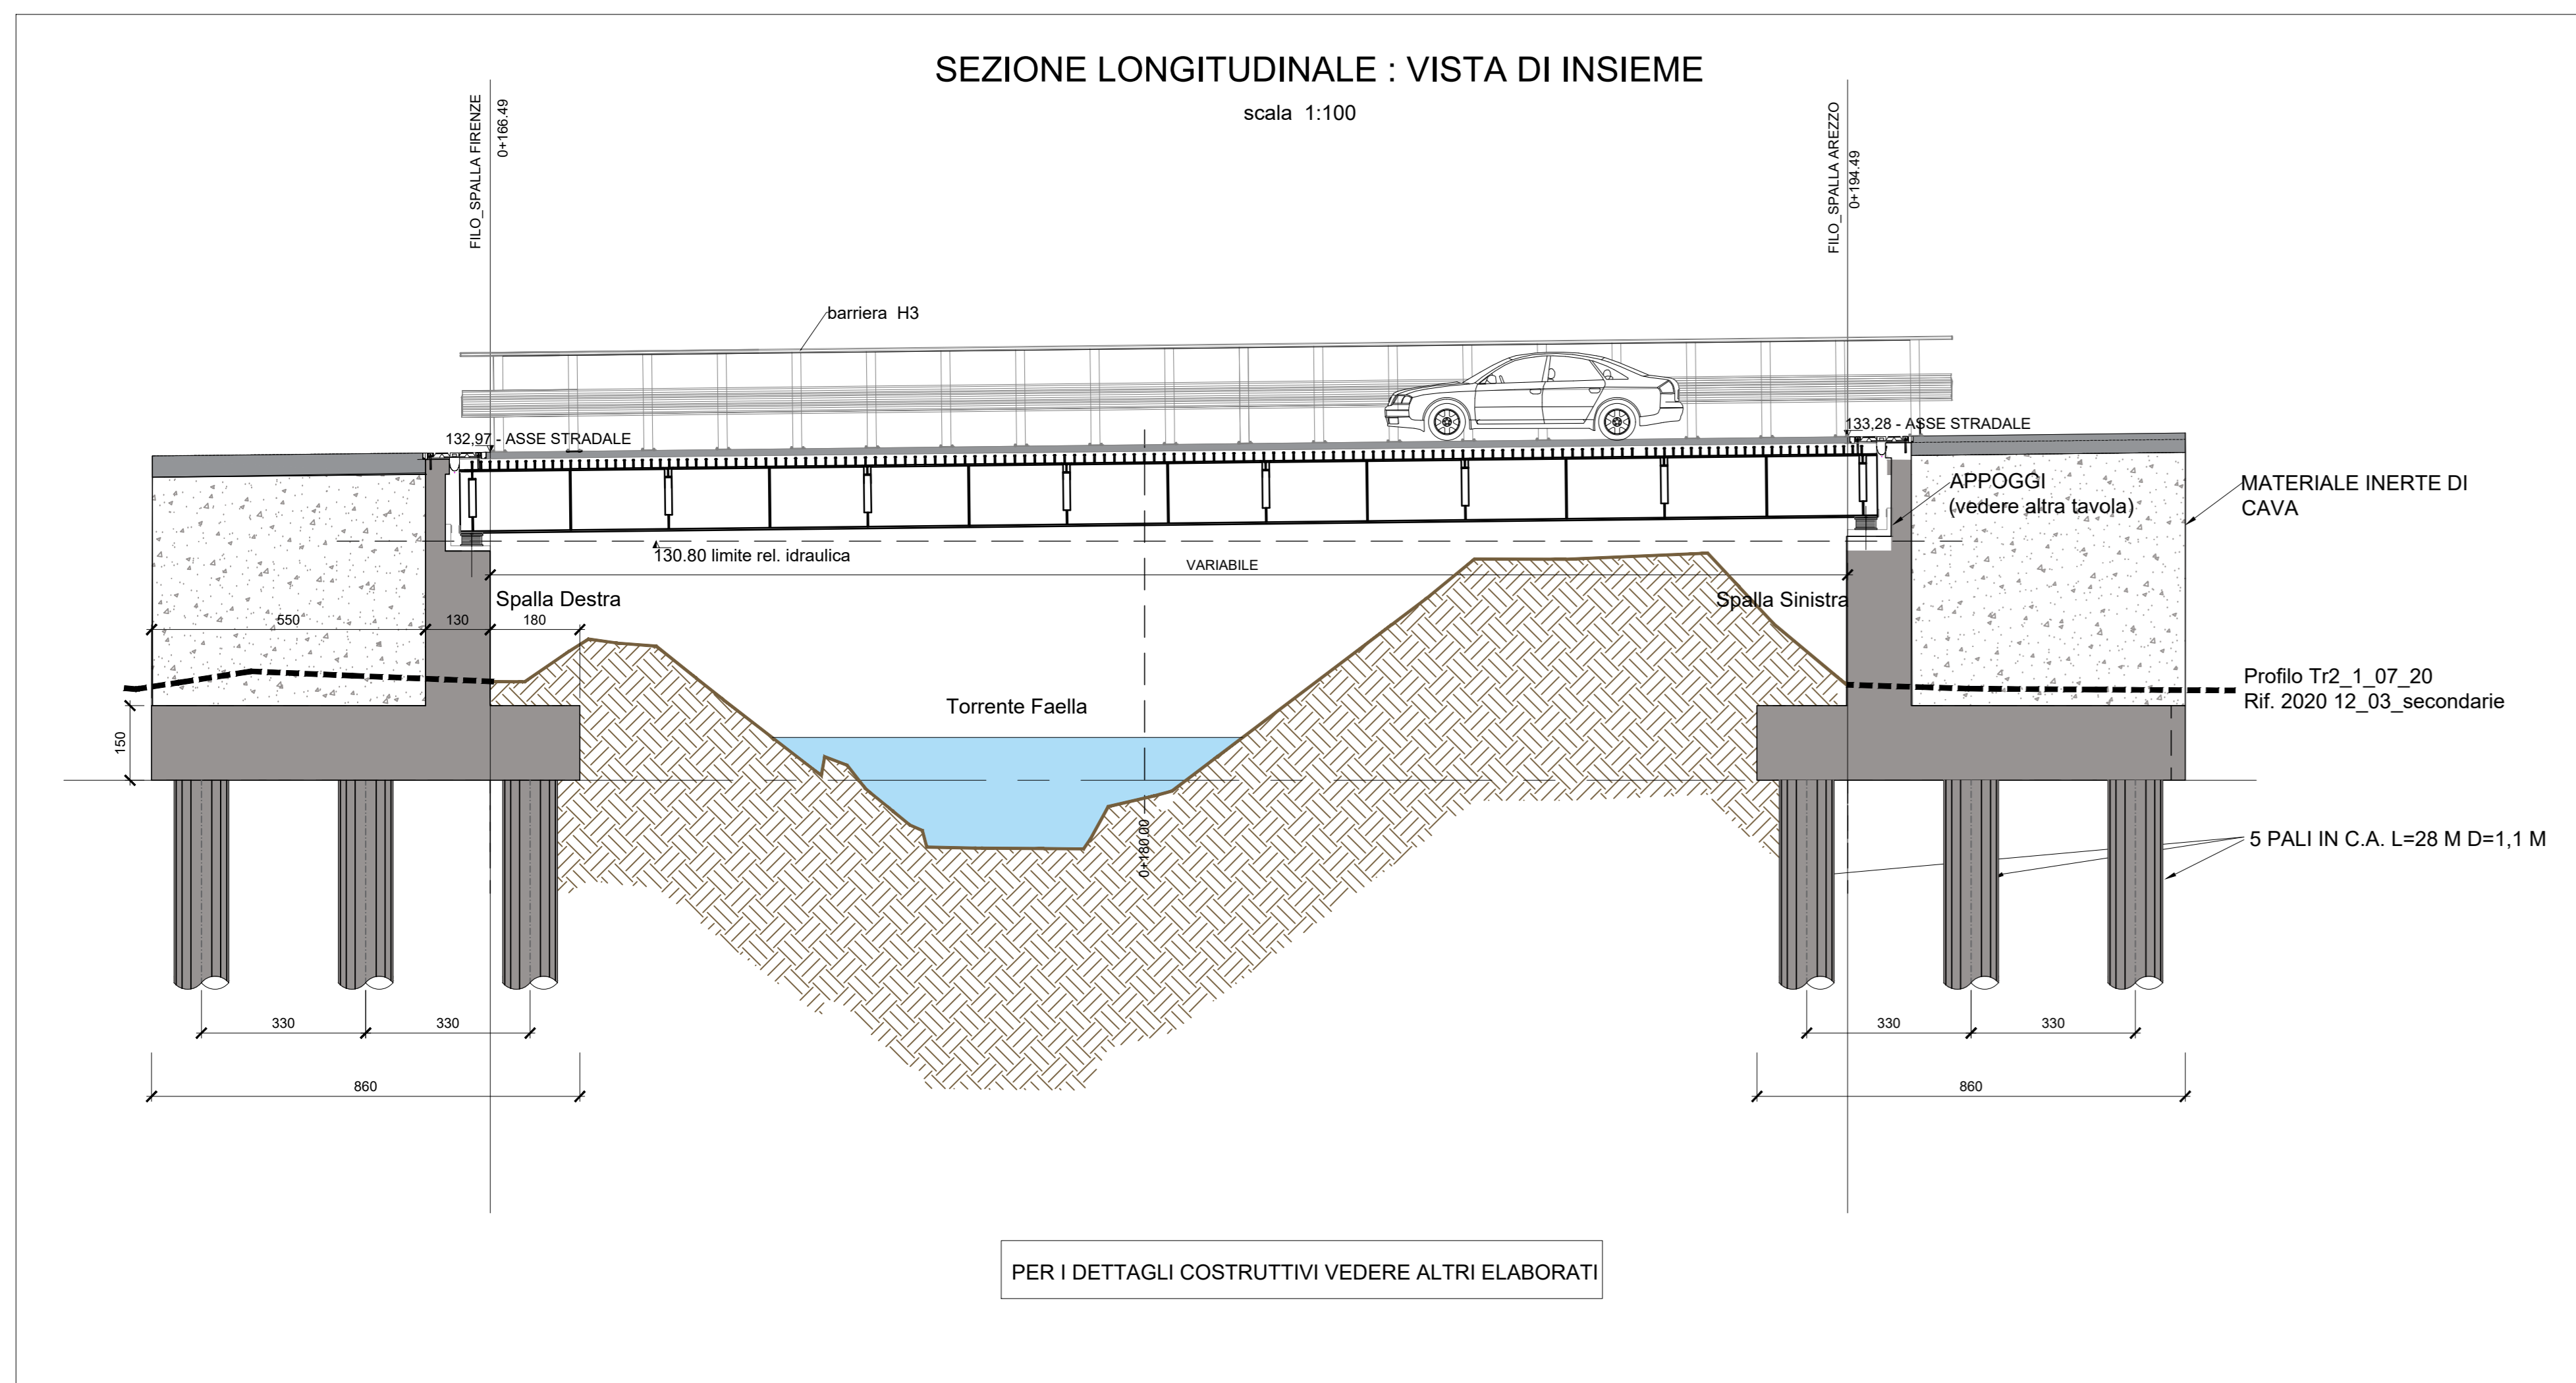 SEZIONE LONGITUDINALE : VISTA DI INSIEME
scala 1:100
FILO_SPALLA FIRENZE
0+166.49
FILO_SPALLA AREZZO
0+194.49
barriera H3
132,97 - ASSE STRADALE
133,28 - ASSE STRADALE
APPOGGI
(vedere altra tavola)
MATERIALE INERTE DI
CAVA
130.80 limite rel. idraulica
VARIABILE
Spalla Destra
Spalla Sinistra
550
130
180
Profilo Tr2_1_07_20
Rif. 2020 12_03_secondarie
Torrente Faella
150
0+180.00
5 PALI IN C.A. L=28 M D=1,1 M
330
330
330
330
860
860
PER I DETTAGLI COSTRUTTIVI VEDERE ALTRI ELABORATI